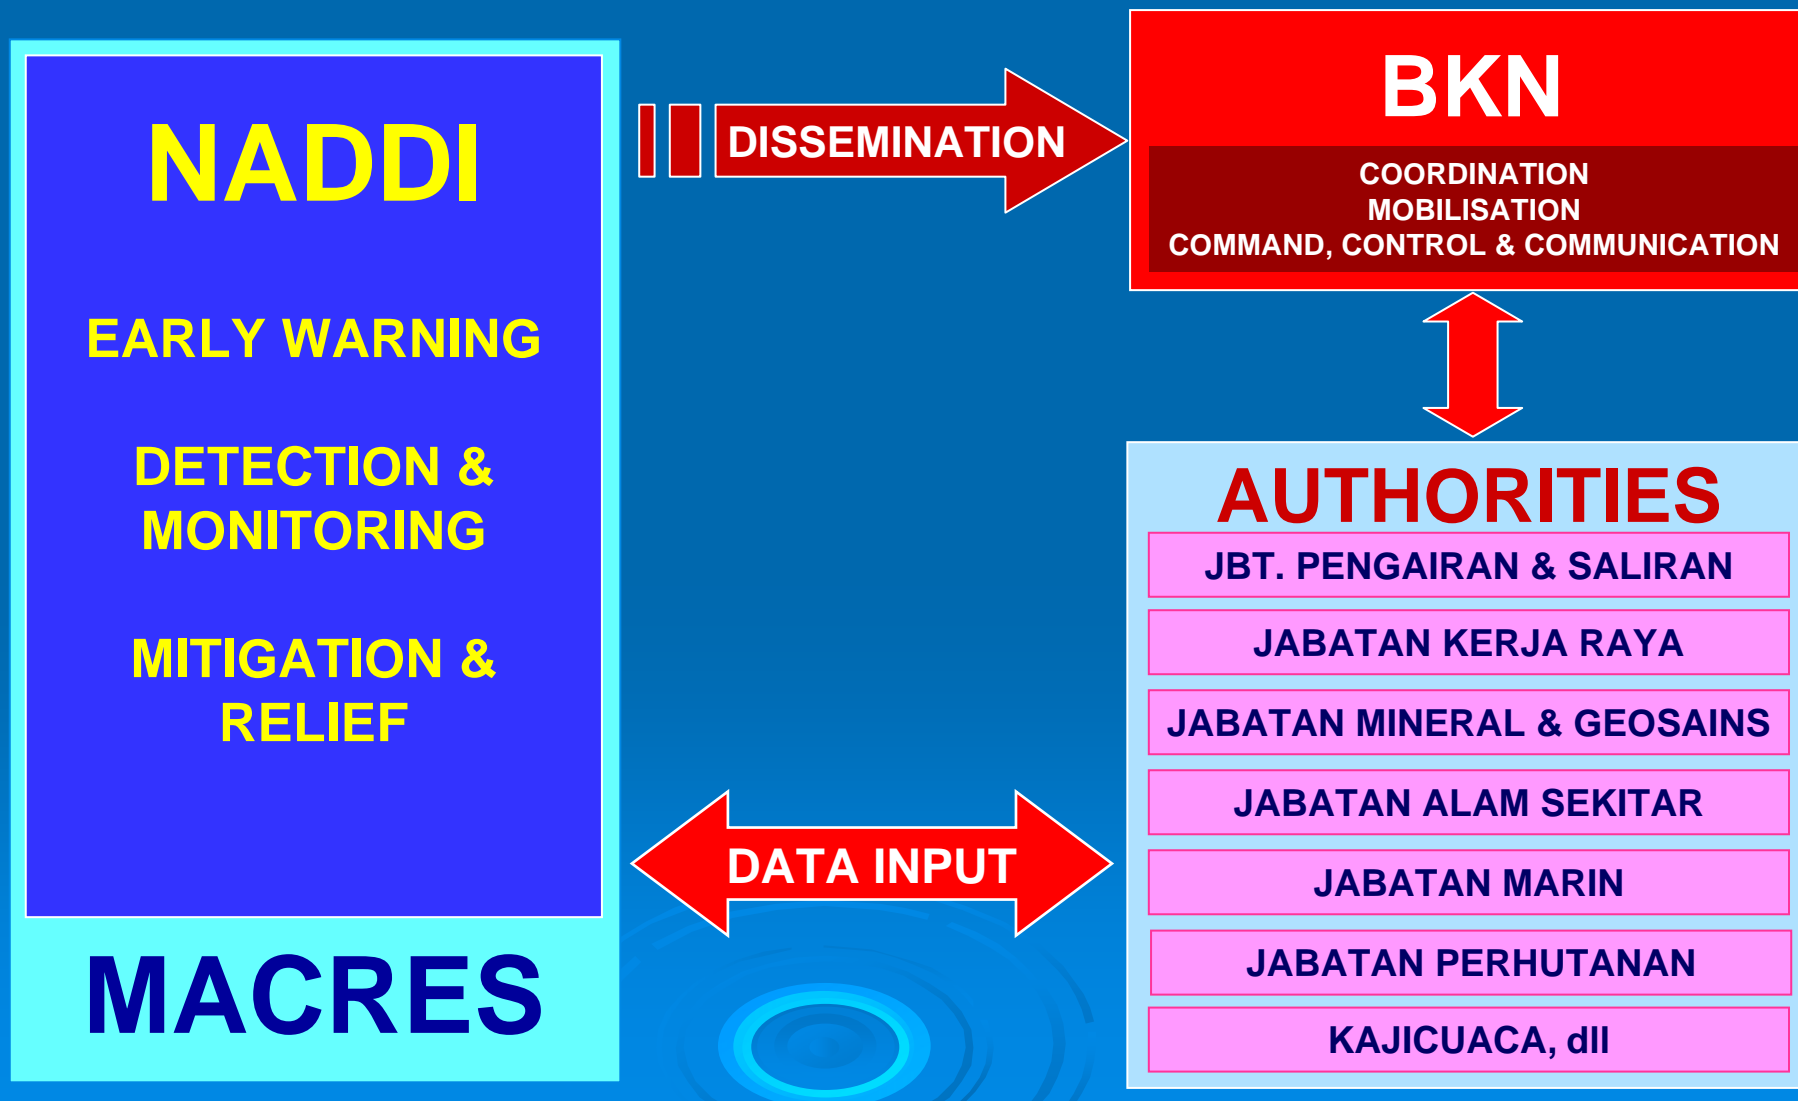 NADDI
EARLY WARNING
DETECTION &
MONITORING
MITIGATION &
RELIEF
MACRES
DISSEMINATION
DATA INPUT
BKN
COORDINATION
MOBILISATION
COMMAND, CONTROL & COMMUNICATION
AUTHORITIES
JBT. PENGAIRAN & SALIRAN
JABATAN KERJA RAYA
JABATAN MINERAL & GEOSAINS
JABATAN ALAM SEKITAR
JABATAN MARIN
JABATAN PERHUTANAN
KAJICUACA, dll